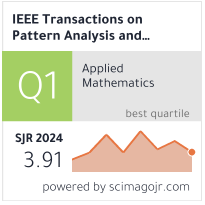 IEEE Transactions on
Pattern Analysis and...
Q1
Applied
Mathematics
best quartile
SJR 2024
3.91
powered by scimagojr.com